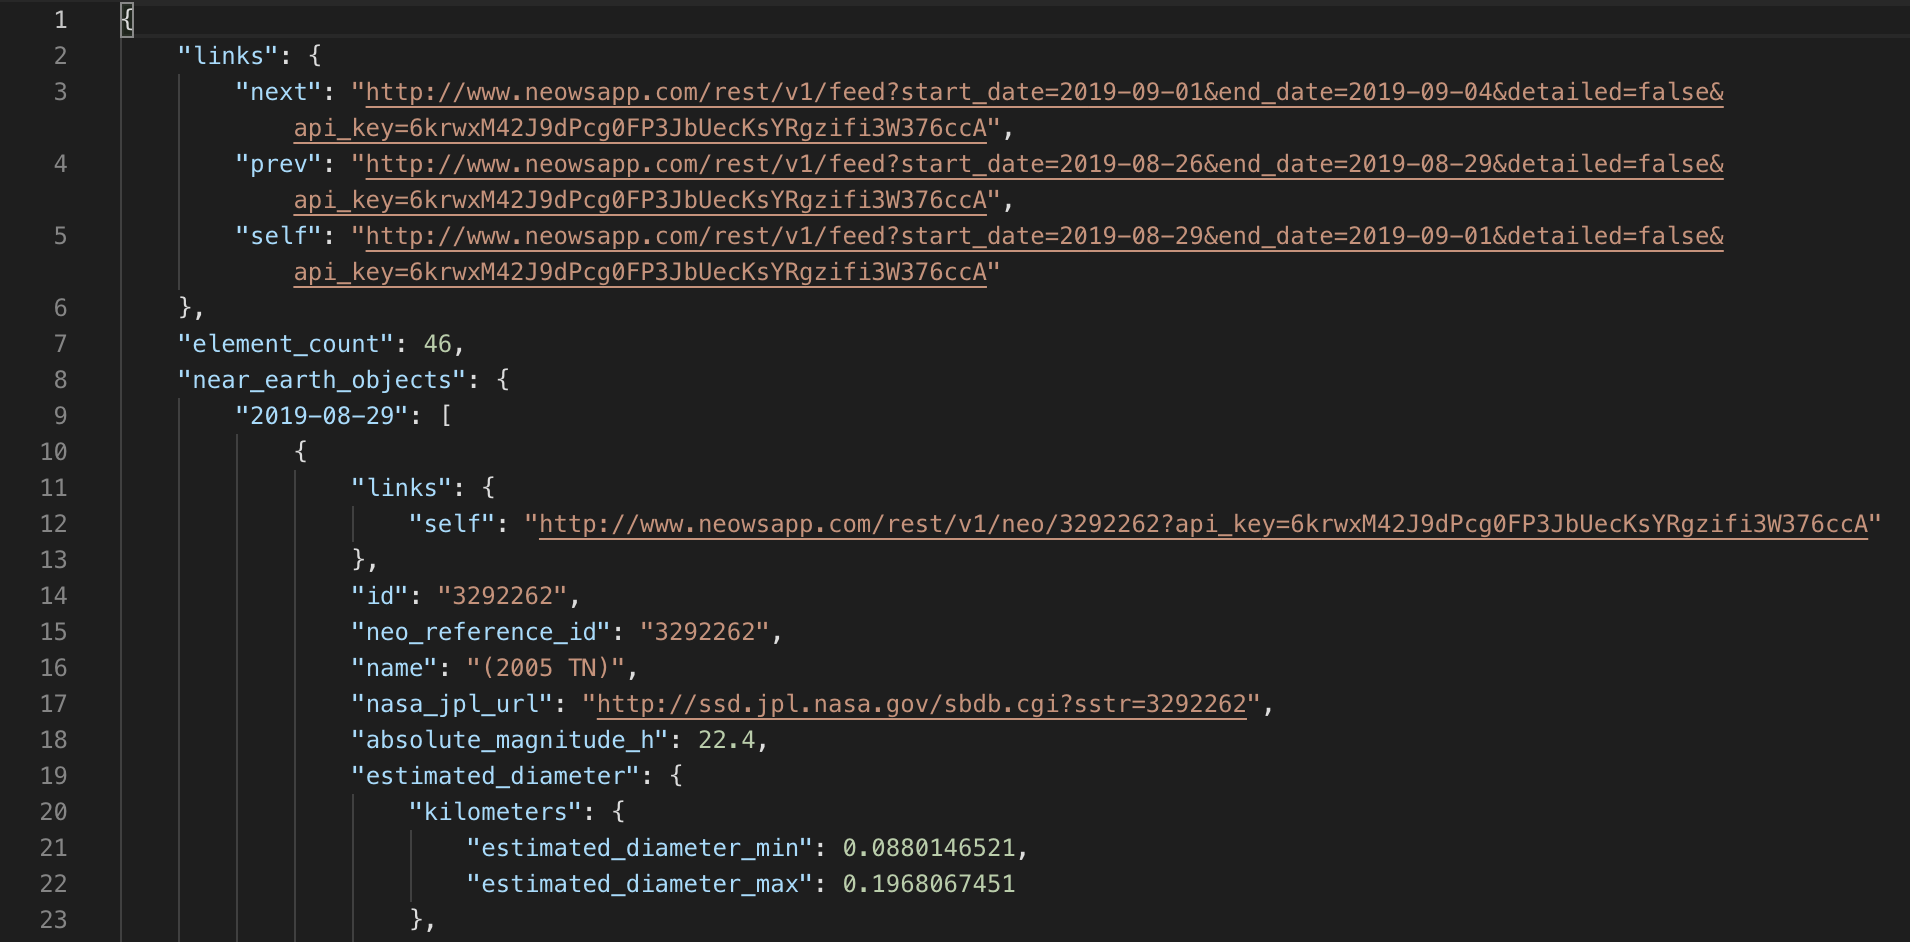 1 {
2 "links": {
3 "next": "http://www.neowsapp.com/rest/v1/feed?start_date=2019-09-01&end_date=2019-09-04&detailed=false&
api_key=6krwxM42J9dPcg0FP3JbUecKsYRgzifi3W376ccA",
4 "prev": "http://www.neowsapp.com/rest/v1/feed?start_date=2019-08-26&end_date=2019-08-29&detailed=false&
api_key=6krwxM42J9dPcg0FP3JbUecKsYRgzifi3W376ccA",
5 "self": "http://www.neowsapp.com/rest/v1/feed?start_date=2019-08-29&end_date=2019-09-01&detailed=false&
api_key=6krwxM42J9dPcg0FP3JbUecKsYRgzifi3W376ccA"
6 },
7 "element_count": 46,
8 "near_earth_objects": {
9 "2019-08-29": [
10 {
11 "links": {
12 "self": "http://www.neowsapp.com/rest/v1/neo/3292262?api_key=6krwxM42J9dPcg0FP3JbUecKsYRgzifi3W376ccA"
13 },
14 "id": "3292262",
15 "neo_reference_id": "3292262",
16 "name": "(2005 TN)",
17 "nasa_jpl_url": "http://ssd.jpl.nasa.gov/sbdb.cgi?sstr=3292262",
18 "absolute_magnitude_h": 22.4,
19 "estimated_diameter": {
20 "kilometers": {
21 "estimated_diameter_min": 0.0880146521,
22 "estimated_diameter_max": 0.1968067451
23 },